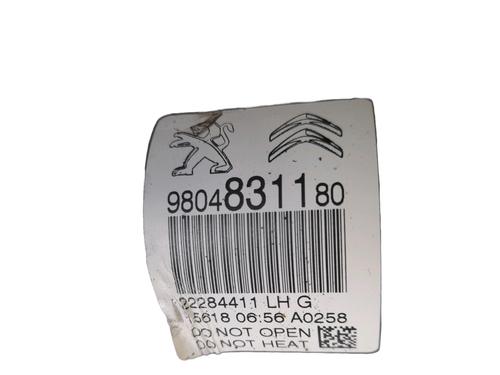 9804831180
22284411 LH G
5618 06:56 A0258
DO NOT OPEN
DO NOT HEAT